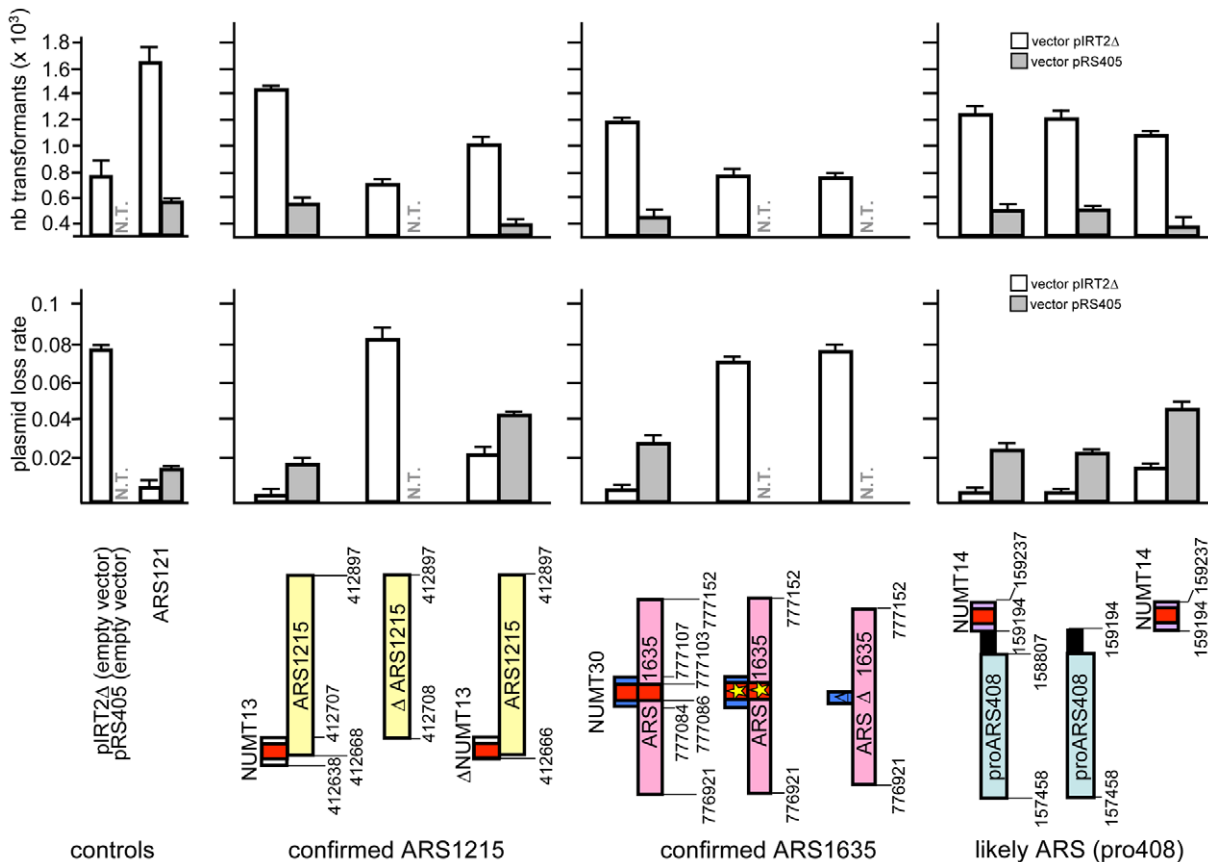 nb transformants (x 10³)
1.8
1.6
1.4
1.2
1.0
0.8
0.6
0.4
N.T.
N.T.
N.T.
N.T.
vector pIRT2Δ
vector pRS405
plasmid loss rate
0.1
0.08
0.06
0.04
0.02
N.T.
N.T.
N.T.
N.T.
vector pIRT2Δ
vector pRS405
pIRT2Δ (empty vector)
pRS405 (empty vector)
ARS121
NUMT13
ARS1215
412897
412707
412668
412638
Δ ARS1215
412897
412708
ΔNUMT13
ARS1215
412897
412666
NUMT30
ARS 1635
777152
777107
777103
777086
777084
776921
ARS 1635
777152
776921
ARS Δ 1635
777152
776921
NUMT14
proARS408
159237
159194
158807
157458
proARS408
159194
157458
NUMT14
159237
159194
controls
confirmed ARS1215
confirmed ARS1635
likely ARS (pro408)